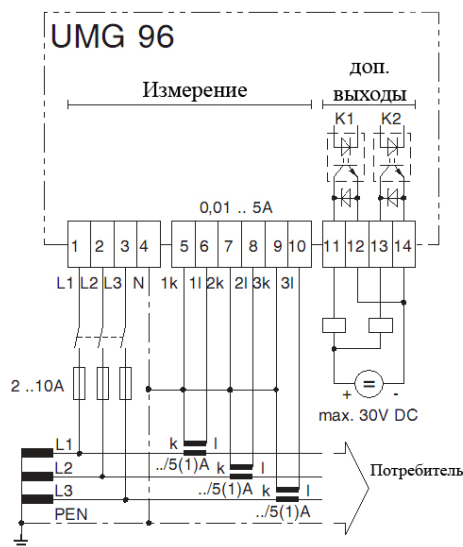 UMG 96
доп.
выходы
Измерение
K1 K2
0,01 .. 5A
1 2 3 4 5 6 7 8 9 10 11 12 13 14
L1 L2 L3 N 1k 1l 2k 2l 3k 3l
2 ..10A
+ = -
max. 30V DC
L1 k l
../5(1)A
L2 k l
../5(1)A
Потребитель
L3 k l
../5(1)A
PEN